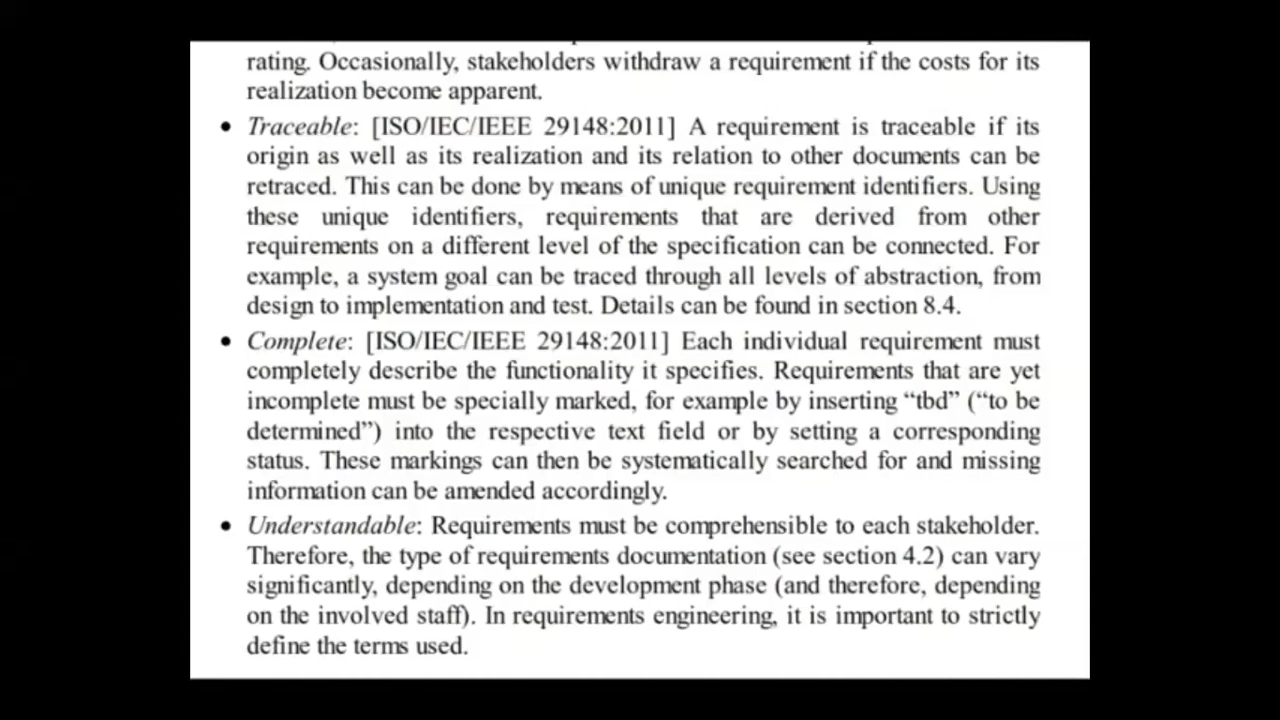 rating. Occasionally, stakeholders withdraw a requirement if the costs for its
realization become apparent.
• Traceable: [ISO/IEC/IEEE 29148:2011] A requirement is traceable if its
origin as well as its realization and its relation to other documents can be
retraced. This can be done by means of unique requirement identifiers. Using
these unique identifiers, requirements that are derived from other
requirements on a different level of the specification can be connected. For
example, a system goal can be traced through all levels of abstraction, from
design to implementation and test. Details can be found in section 8.4.
• Complete: [ISO/IEC/IEEE 29148:2011] Each individual requirement must
completely describe the functionality it specifies. Requirements that are yet
incomplete must be specially marked, for example by inserting “tbd” (“to be
determined”) into the respective text field or by setting a corresponding
status. These markings can then be systematically searched for and missing
information can be amended accordingly.
• Understandable: Requirements must be comprehensible to each stakeholder.
Therefore, the type of requirements documentation (see section 4.2) can vary
significantly, depending on the development phase (and therefore, depending
on the involved staff). In requirements engineering, it is important to strictly
define the terms used.